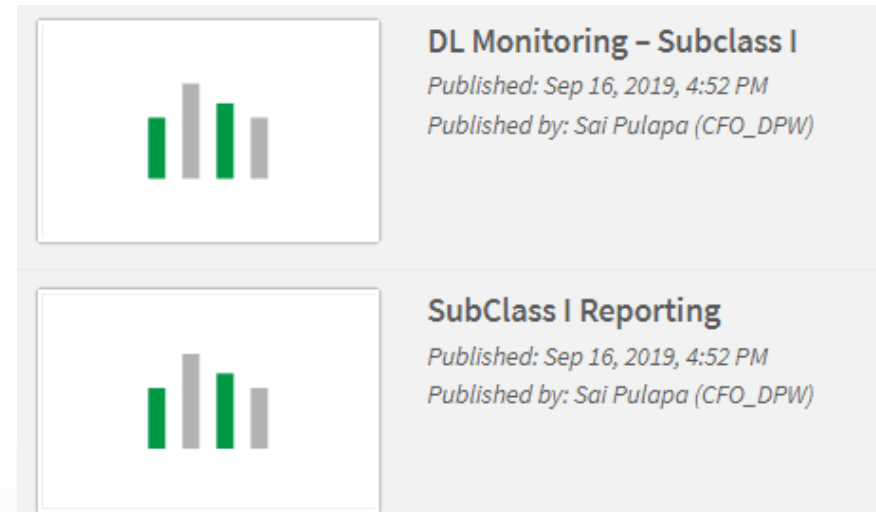 DL Monitoring – Subclass I
Published: Sep 16, 2019, 4:52 PM
Published by: Sai Pulapa (CFO_DPW)
SubClass I Reporting
Published: Sep 16, 2019, 4:52 PM
Published by: Sai Pulapa (CFO_DPW)